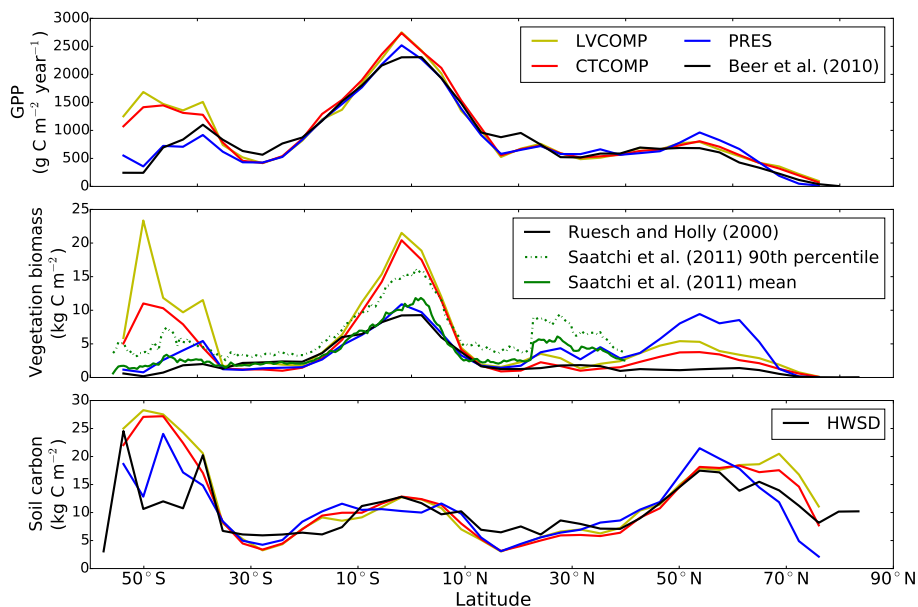 3000
2500
2000
1500
1000
500
0
GPP
(g C m⁻² year⁻¹)
LVCOMP
CTCOMP
PRES
Beer et al. (2010)
25
20
15
10
5
0
Vegetation biomass
(kg C m⁻²)
Ruesch and Holly (2000)
Saatchi et al. (2011) 90th percentile
Saatchi et al. (2011) mean
30
25
20
15
10
5
0
Soil carbon
(kg C m⁻²)
HWSD
50°S 30°S 10°S 10°N 30°N 50°N 70°N 90°N
Latitude